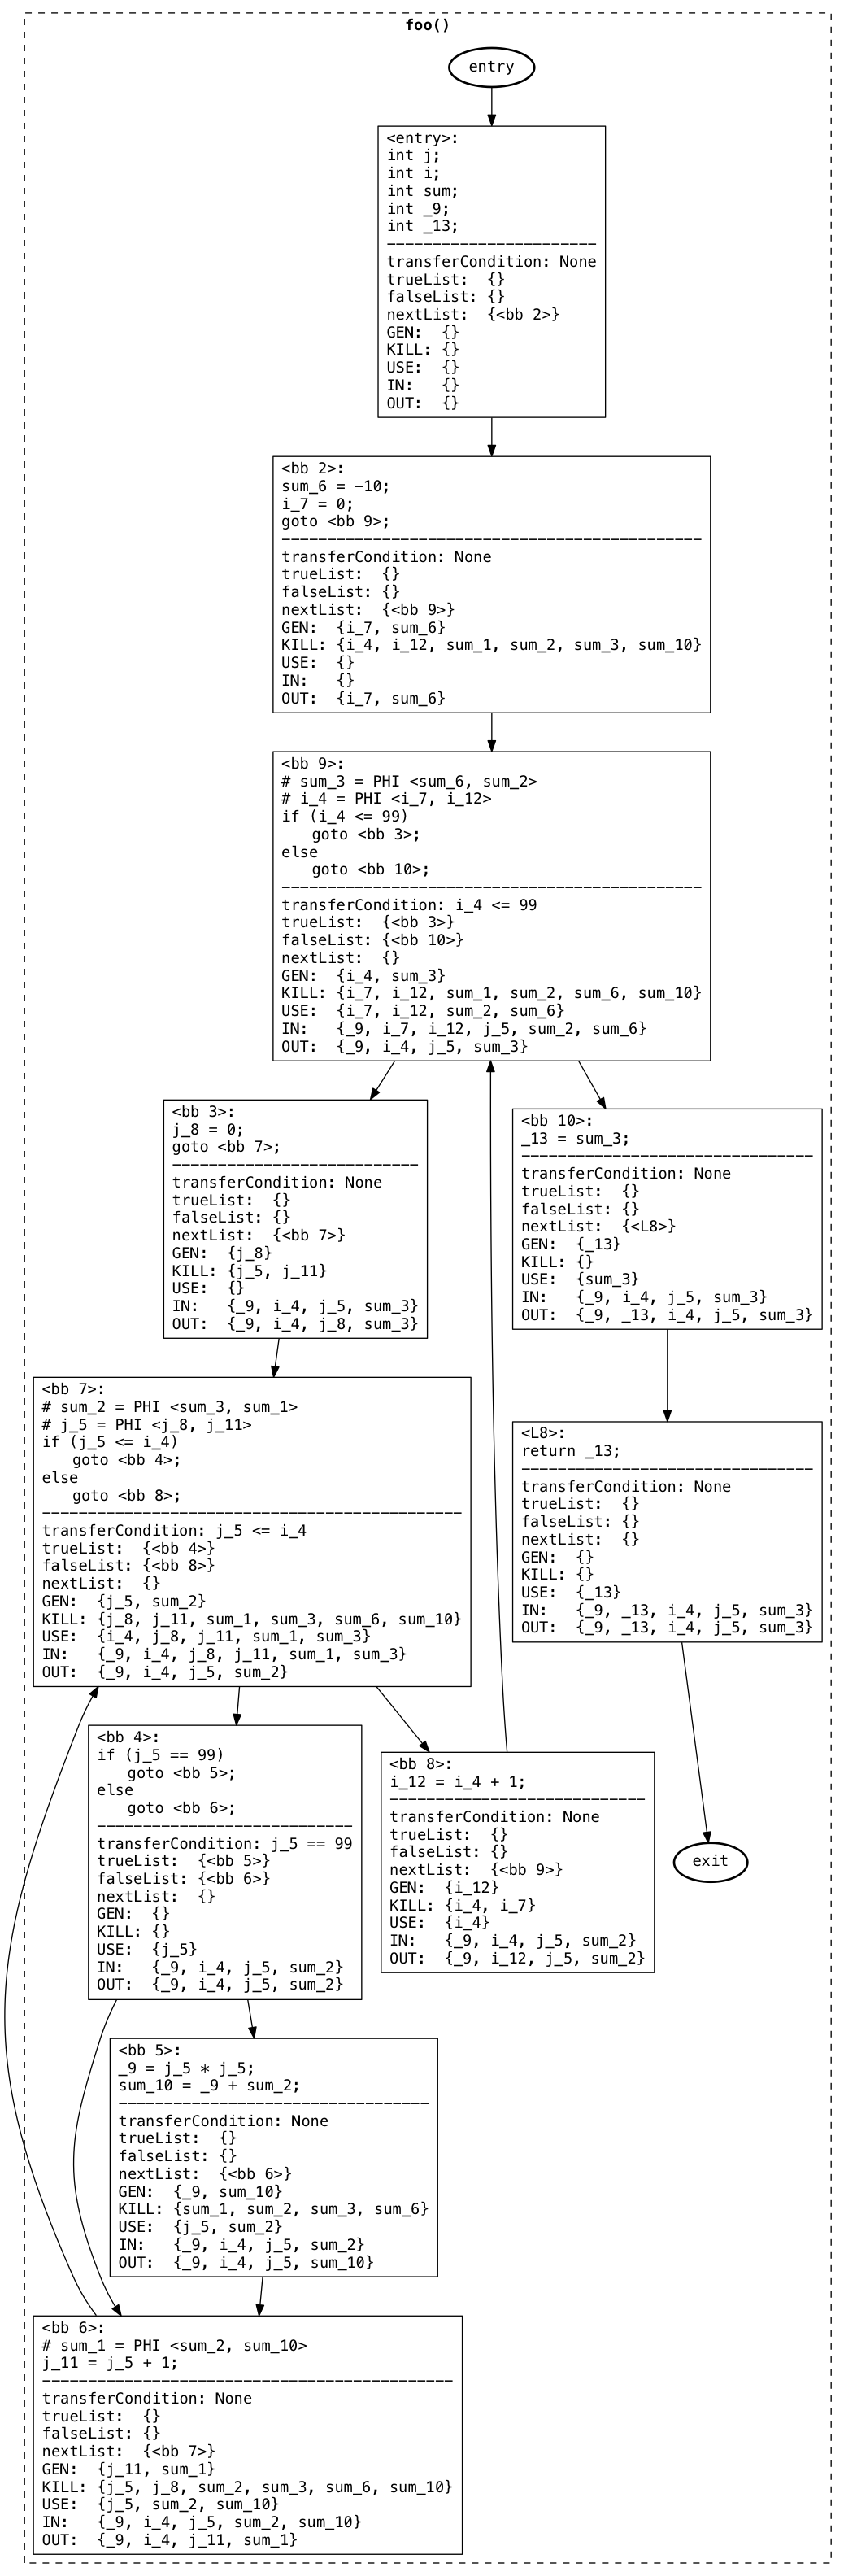 foo()
entry
<entry>:
int j;
int i;
int sum;
int _9;
int _13;
-----------------------
transferCondition: None
trueList:  {}
falseList: {}
nextList:  {<bb 2>}
GEN:  {}
KILL: {}
USE:  {}
IN:   {}
OUT:  {}
<bb 2>:
sum_6 = -10;
i_7 = 0;
goto <bb 9>;
----------------------------------------------
transferCondition: None
trueList:  {}
falseList: {}
nextList:  {<bb 9>}
GEN:  {i_7, sum_6}
KILL: {i_4, i_12, sum_1, sum_2, sum_3, sum_10}
USE:  {}
IN:   {}
OUT:  {i_7, sum_6}
<bb 9>:
# sum_3 = PHI <sum_6, sum_2>
# i_4 = PHI <i_7, i_12>
if (i_4 <= 99)
goto <bb 3>;
else
goto <bb 10>;
----------------------------------------------
transferCondition: i_4 <= 99
trueList:  {<bb 3>}
falseList: {<bb 10>}
nextList:  {}
GEN:  {i_4, sum_3}
KILL: {i_7, i_12, sum_1, sum_2, sum_6, sum_10}
USE:  {i_7, i_12, sum_2, sum_6}
IN:   {_9, i_7, i_12, j_5, sum_2, sum_6}
OUT:  {_9, i_4, j_5, sum_3}
<bb 3>:
j_8 = 0;
goto <bb 7>;
---------------------------
transferCondition: None
trueList:  {}
falseList: {}
nextList:  {<bb 7>}
GEN:  {j_8}
KILL: {j_5, j_11}
USE:  {}
IN:   {_9, i_4, j_5, sum_3}
OUT:  {_9, i_4, j_8, sum_3}
<bb 10>:
_13 = sum_3;
--------------------------------
transferCondition: None
trueList:  {}
falseList: {}
nextList:  {<L8>}
GEN:  {_13}
KILL: {}
USE:  {sum_3}
IN:   {_9, i_4, j_5, sum_3}
OUT:  {_9, _13, i_4, j_5, sum_3}
<bb 7>:
# sum_2 = PHI <sum_3, sum_1>
# j_5 = PHI <j_8, j_11>
if (j_5 <= i_4)
goto <bb 4>;
else
goto <bb 8>;
----------------------------------------------
transferCondition: j_5 <= i_4
trueList:  {<bb 4>}
falseList: {<bb 8>}
nextList:  {}
GEN:  {j_5, sum_2}
KILL: {j_8, j_11, sum_1, sum_3, sum_6, sum_10}
USE:  {i_4, j_8, j_11, sum_1, sum_3}
IN:   {_9, i_4, j_8, j_11, sum_1, sum_3}
OUT:  {_9, i_4, j_5, sum_2}
<L8>:
return _13;
--------------------------------
transferCondition: None
trueList:  {}
falseList: {}
nextList:  {}
GEN:  {}
KILL: {}
USE:  {_13}
IN:   {_9, _13, i_4, j_5, sum_3}
OUT:  {_9, _13, i_4, j_5, sum_3}
<bb 4>:
if (j_5 == 99)
goto <bb 5>;
else
goto <bb 6>;
----------------------------
transferCondition: j_5 == 99
trueList:  {<bb 5>}
falseList: {<bb 6>}
nextList:  {}
GEN:  {}
KILL: {}
USE:  {j_5}
IN:   {_9, i_4, j_5, sum_2}
OUT:  {_9, i_4, j_5, sum_2}
<bb 8>:
i_12 = i_4 + 1;
----------------------------
transferCondition: None
trueList:  {}
falseList: {}
nextList:  {<bb 9>}
GEN:  {i_12}
KILL: {i_4, i_7}
USE:  {i_4}
IN:   {_9, i_4, j_5, sum_2}
OUT:  {_9, i_12, j_5, sum_2}
exit
<bb 5>:
_9 = j_5 * j_5;
sum_10 = _9 + sum_2;
----------------------------------
transferCondition: None
trueList:  {}
falseList: {}
nextList:  {<bb 6>}
GEN:  {_9, sum_10}
KILL: {sum_1, sum_2, sum_3, sum_6}
USE:  {j_5, sum_2}
IN:   {_9, i_4, j_5, sum_2}
OUT:  {_9, i_4, j_5, sum_10}
<bb 6>:
# sum_1 = PHI <sum_2, sum_10>
j_11 = j_5 + 1;
---------------------------------------------
transferCondition: None
trueList:  {}
falseList: {}
nextList:  {<bb 7>}
GEN:  {j_11, sum_1}
KILL: {j_5, j_8, sum_2, sum_3, sum_6, sum_10}
USE:  {j_5, sum_2, sum_10}
IN:   {_9, i_4, j_5, sum_2, sum_10}
OUT:  {_9, i_4, j_11, sum_1}